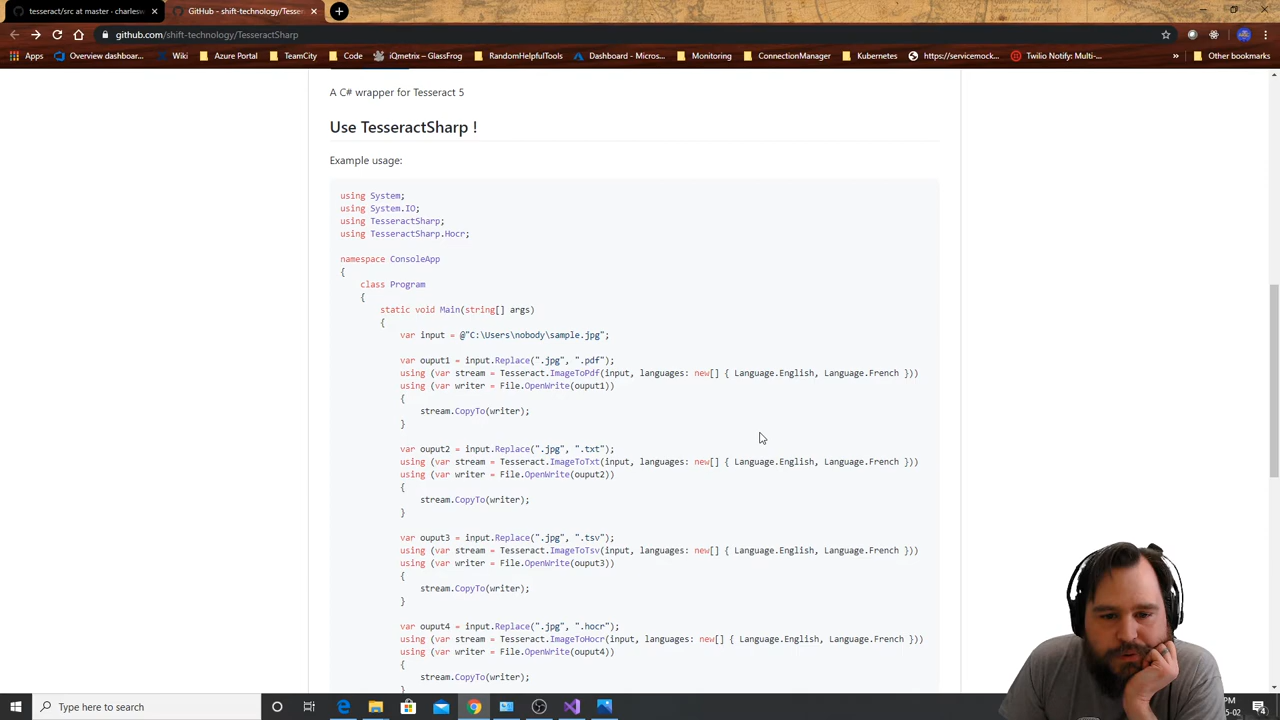 tesseract/src at master · charlesw
GitHub - shift-technology/Tesser
github.com/shift-technology/TesseractSharp
Apps
Overview dashboar...
Wiki
Azure Portal
TeamCity
Code
iQmetrix – GlassFrog
RandomHelpfulTools
Dashboard - Micros...
Monitoring
ConnectionManager
Kubernetes
https://servicemock...
Twilio Notify: Multi-...
»
Other bookmarks
A C# wrapper for Tesseract 5
Use TesseractSharp !
Example usage:
using System;
using System.IO;
using TesseractSharp;
using TesseractSharp.Hocr;
namespace ConsoleApp
{
class Program
{
static void Main(string[] args)
{
var input = @"C:\Users\nobody\sample.jpg";
var ouput1 = input.Replace(".jpg", ".pdf");
using (var stream = Tesseract.ImageToPdf(input, languages: new[] { Language.English, Language.French }))
using (var writer = File.OpenWrite(ouput1))
{
stream.CopyTo(writer);
}
var ouput2 = input.Replace(".jpg", ".txt");
using (var stream = Tesseract.ImageToTxt(input, languages: new[] { Language.English, Language.French }))
using (var writer = File.OpenWrite(ouput2))
{
stream.CopyTo(writer);
}
var ouput3 = input.Replace(".jpg", ".tsv");
using (var stream = Tesseract.ImageToTsv(input, languages: new[] { Language.English, Language.French }))
using (var writer = File.OpenWrite(ouput3))
{
stream.CopyTo(writer);
}
var ouput4 = input.Replace(".jpg", ".hocr");
using (var stream = Tesseract.ImageToHocr(input, languages: new[] { Language.English, Language.French }))
using (var writer = File.OpenWrite(ouput4))
{
stream.CopyTo(writer);
}
Type here to search
PM
5-02
4